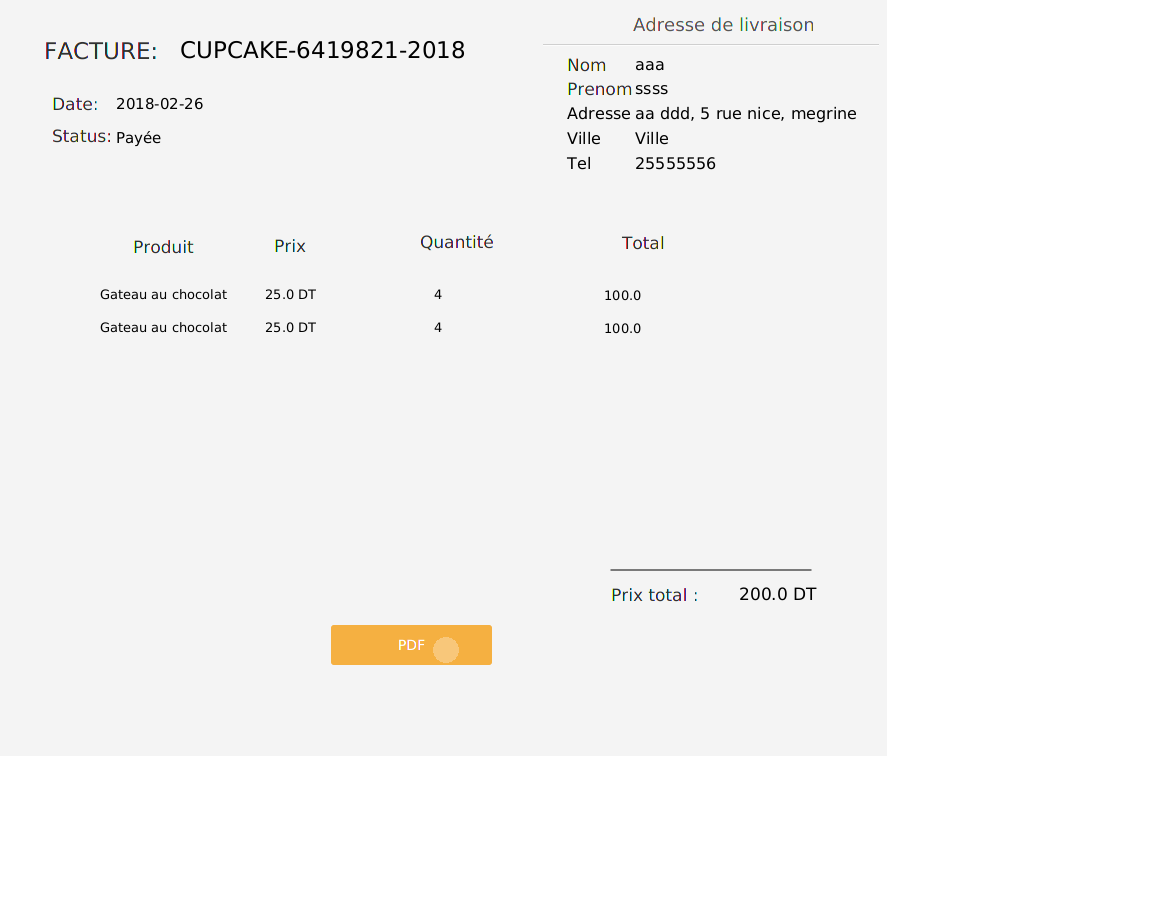 FACTURE: CUPCAKE-6419821-2018
Date: 2018-02-26
Status: Payée
Adresse de livraison
Nom aaa
Prenom ssss
Adresse aa ddd, 5 rue nice, megrine
Ville Ville
Tel 25555556
Produit Prix Quantité Total
Gateau au chocolat 25.0 DT 4 100.0
Gateau au chocolat 25.0 DT 4 100.0
Prix total : 200.0 DT
PDF